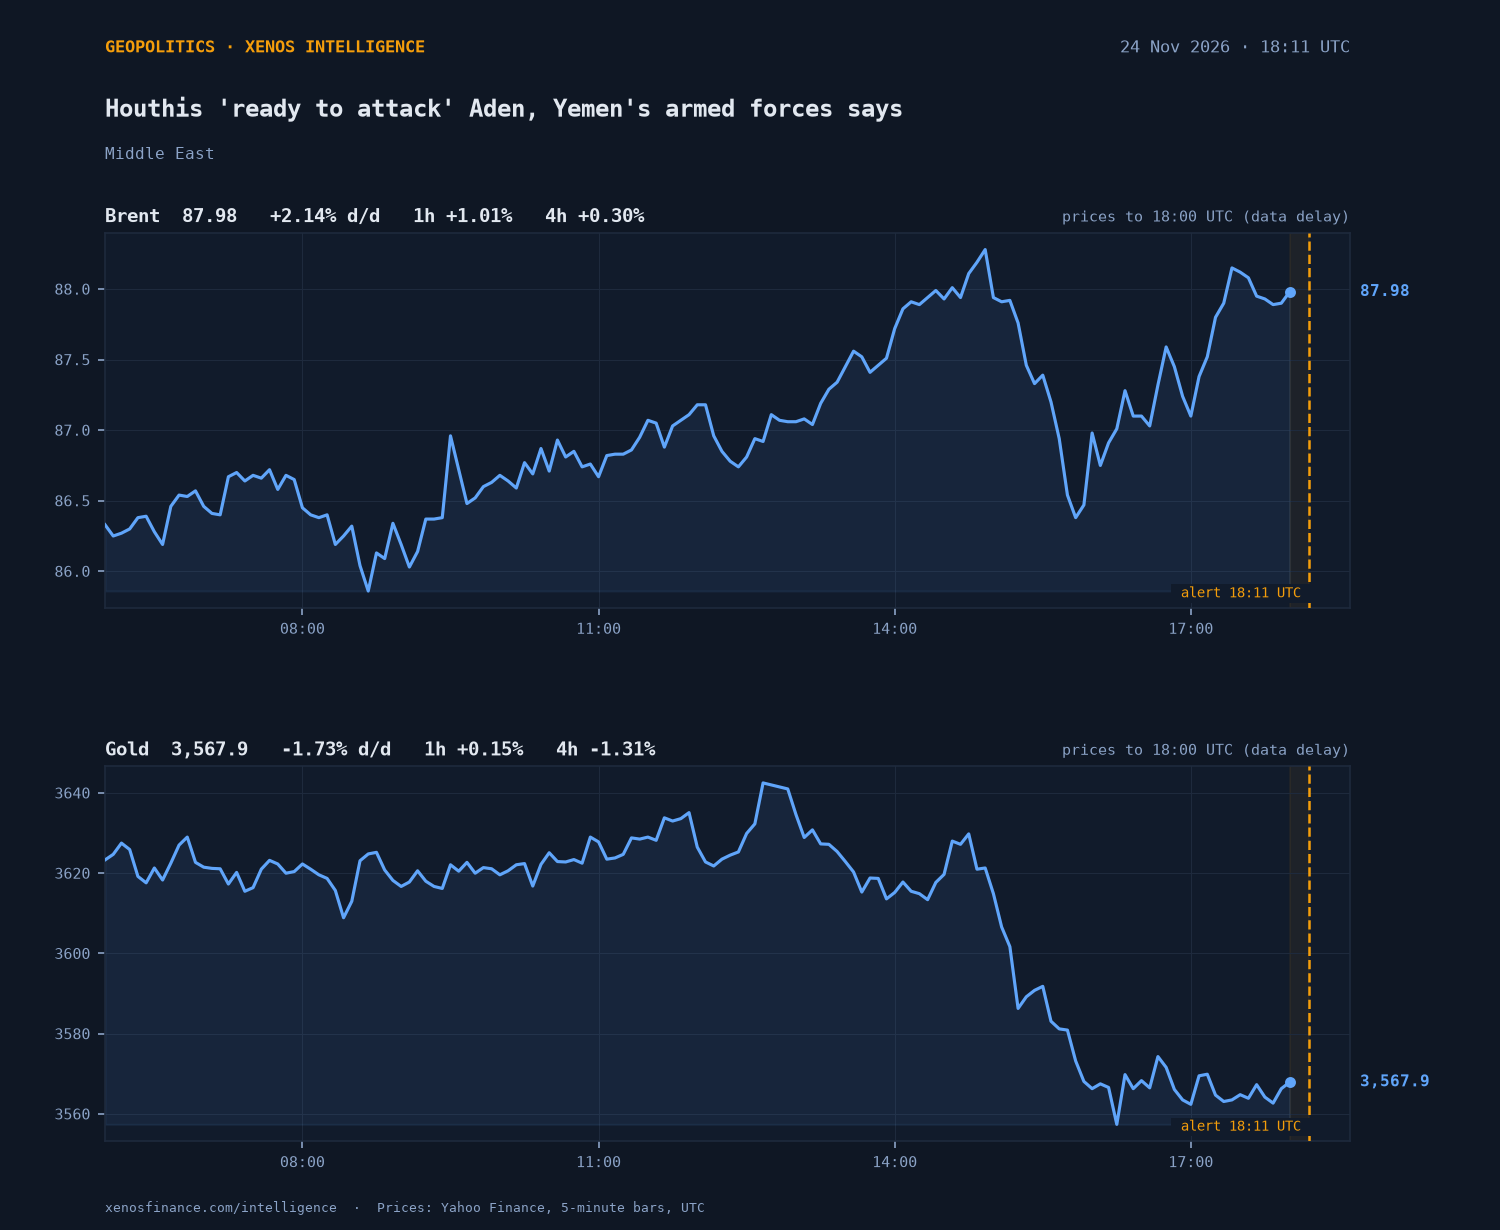 GEOPOLITICS · XENOS INTELLIGENCE
24 Nov 2026 · 18:11 UTC
Houthis 'ready to attack' Aden, Yemen's armed forces says
Middle East
Brent 87.98 +2.14% d/d 1h +1.01% 4h +0.30%
prices to 18:00 UTC (data delay)
88.0
87.98
87.5
87.0
86.5
86.0
alert 18:11 UTC
08:00 11:00 14:00 17:00
Gold 3,567.9 -1.73% d/d 1h +0.15% 4h -1.31%
prices to 18:00 UTC (data delay)
3640
3620
3600
3580
3,567.9
3560
alert 18:11 UTC
08:00 11:00 14:00 17:00
xenosfinance.com/intelligence · Prices: Yahoo Finance, 5-minute bars, UTC